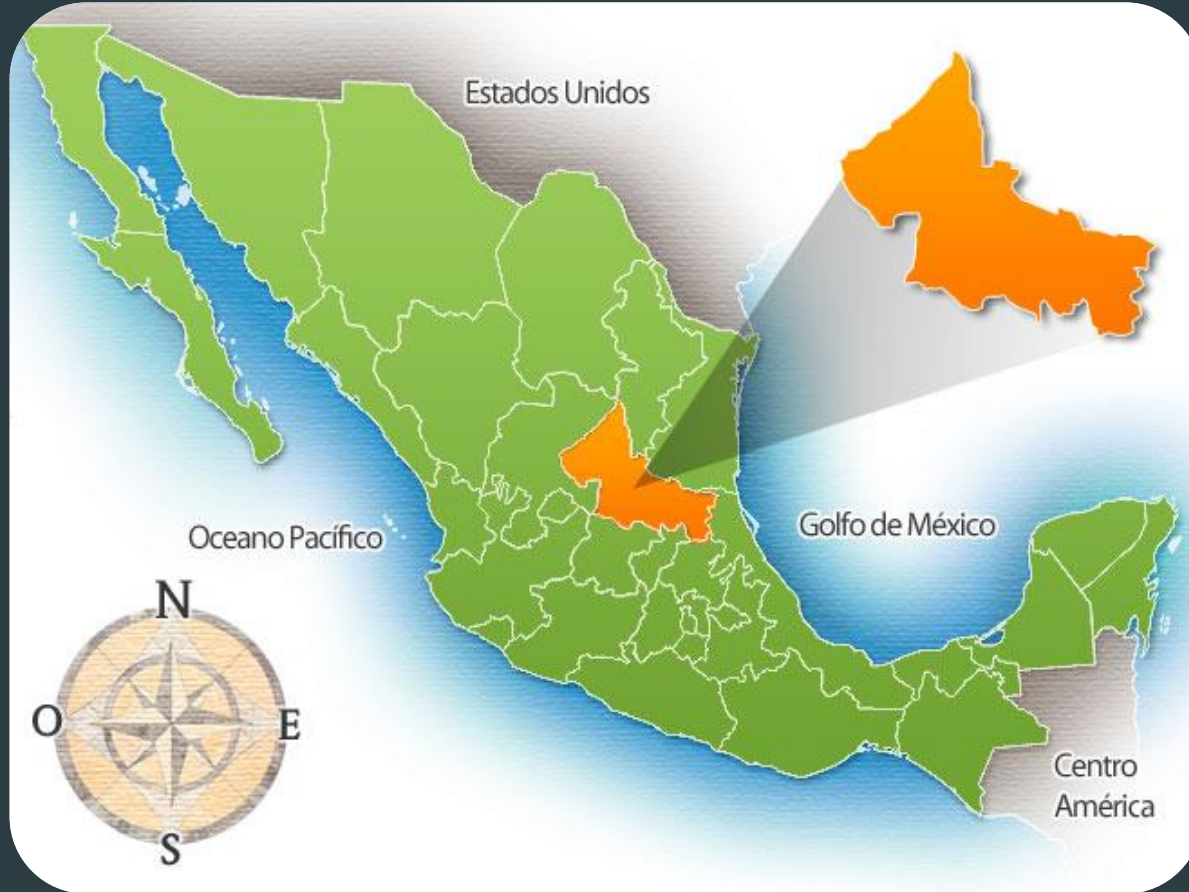 Estados Unidos
Golfo de México
Oceano Pacífico
N
O
E
S
Centro
América